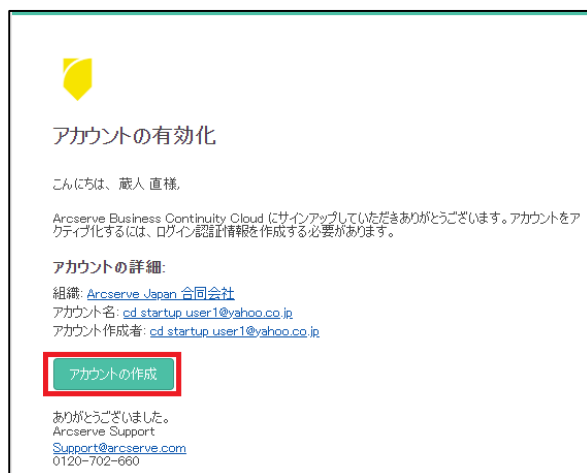 アカウントの有効化
こんにちは、蔵人 直様,
Arcserve Business Continuity Cloud にサインアップしていただきありがとうございます。アカウントをア
クティブ化するには、ログイン認証情報を作成する必要があります。
アカウントの詳細:
組織: Arcserve Japan 合同会社
アカウント名: cd startup user1@yahoo.co.jp
アカウント作成者: cd startup user1@yahoo.co.jp
アカウントの作成
ありがとうございました。
Arcserve Support
Support@arcserve.com
0120-702-660